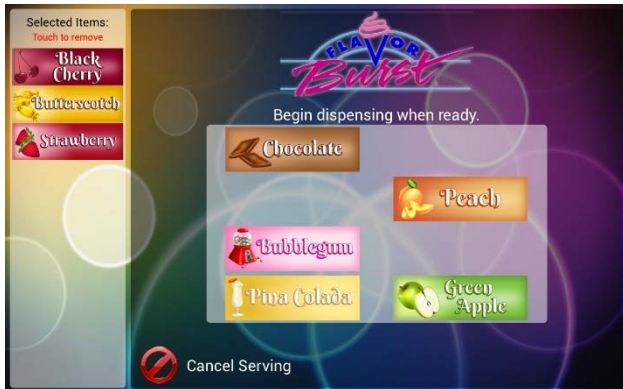 Selected Items:
Touch to remove
Black
Cherry
Butterscotch
Strawberry
FLAVOR
Burst
Begin dispensing when ready.
Chocolate
Peach
Bubblegum
Pina Colada
Green
Apple
Cancel Serving